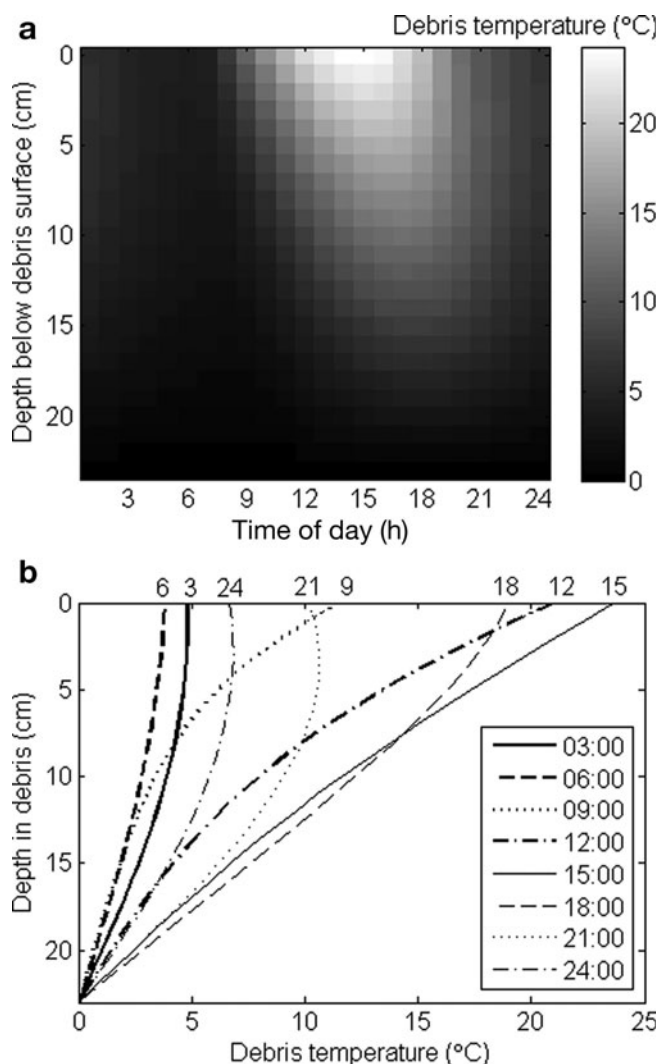 a
Debris temperature (°C)
Depth below debris surface (cm)
0
5
10
15
20
3 6 9 12 15 18 21 24
Time of day (h)
20
15
10
5
0
b
6 3 24 21 9 18 12 15
Depth in debris (cm)
0
5
10
15
20
03:00
06:00
09:00
12:00
15:00
18:00
21:00
24:00
0 5 10 15 20 25
Debris temperature (°C)